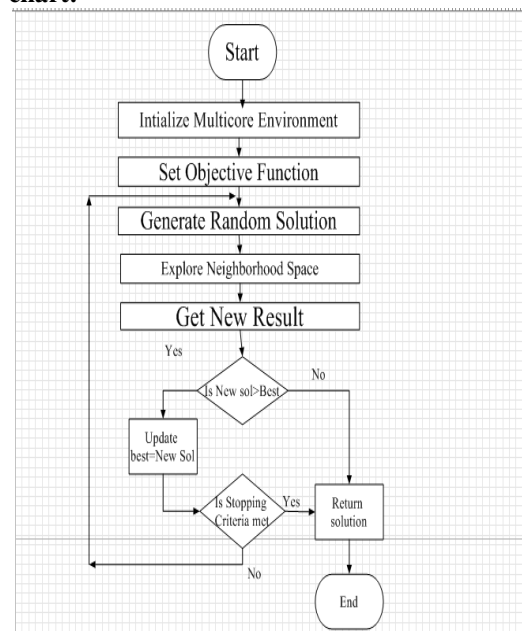 chart.
Start
Intialize Multicore Environment
Set Objective Function
Generate Random Solution
Explore Neighborhood Space
Get New Result
Yes
Is New sol>Best
No
Update
best=New Sol
Is Stopping
Criteria met
Yes
Return
solution
No
End